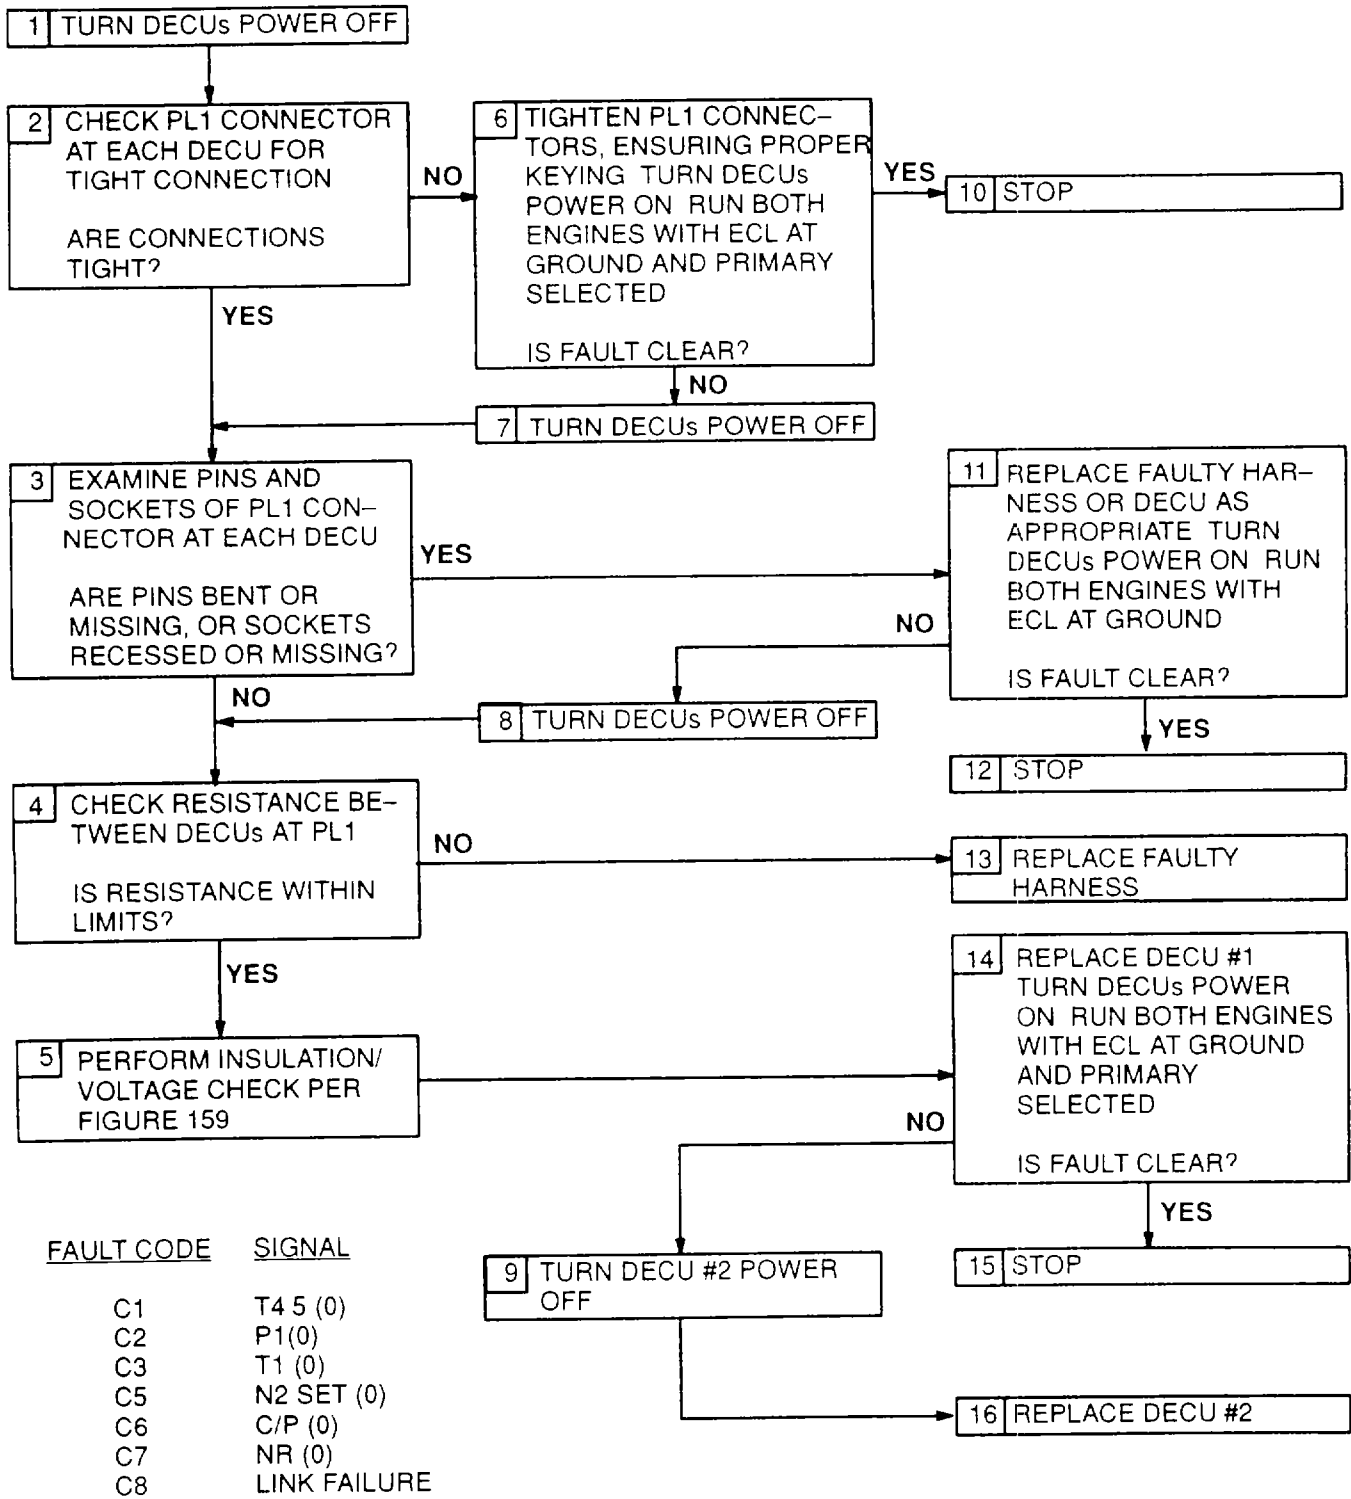 1 TURN DECUs POWER OFF
2 CHECK PL1 CONNECTOR
AT EACH DECU FOR
TIGHT CONNECTION
ARE CONNECTIONS
TIGHT?
NO
YES
6 TIGHTEN PL1 CONNEC–
TORS, ENSURING PROPER
KEYING TURN DECUs
POWER ON RUN BOTH
ENGINES WITH ECL AT
GROUND AND PRIMARY
SELECTED
IS FAULT CLEAR?
YES
NO
10 STOP
7 TURN DECUs POWER OFF
3 EXAMINE PINS AND
SOCKETS OF PL1 CON–
NECTOR AT EACH DECU
ARE PINS BENT OR
MISSING, OR SOCKETS
RECESSED OR MISSING?
YES
NO
11 REPLACE FAULTY HAR–
NESS OR DECU AS
APPROPRIATE TURN
DECUs POWER ON RUN
BOTH ENGINES WITH
ECL AT GROUND
IS FAULT CLEAR?
NO
YES
8 TURN DECUs POWER OFF
12 STOP
4 CHECK RESISTANCE BE–
TWEEN DECUs AT PL1
IS RESISTANCE WITHIN
LIMITS?
NO
YES
13 REPLACE FAULTY
HARNESS
5 PERFORM INSULATION/
VOLTAGE CHECK PER
FIGURE 159
14 REPLACE DECU #1
TURN DECUs POWER
ON RUN BOTH ENGINES
WITH ECL AT GROUND
AND PRIMARY
SELECTED
IS FAULT CLEAR?
NO
YES
9 TURN DECU #2 POWER
OFF
15 STOP
16 REPLACE DECU #2
FAULT CODE SIGNAL
C1 T4 5 (0)
C2 P1(0)
C3 T1 (0)
C5 N2 SET (0)
C6 C/P (0)
C7 NR (0)
C8 LINK FAILURE